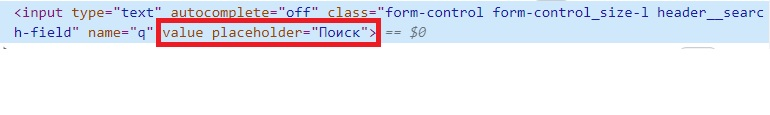 <input type="text" autocomplete="off" class="form-control form-control_size-l header__searc
h-field" name="q" value placeholder="Поиск"> == $0